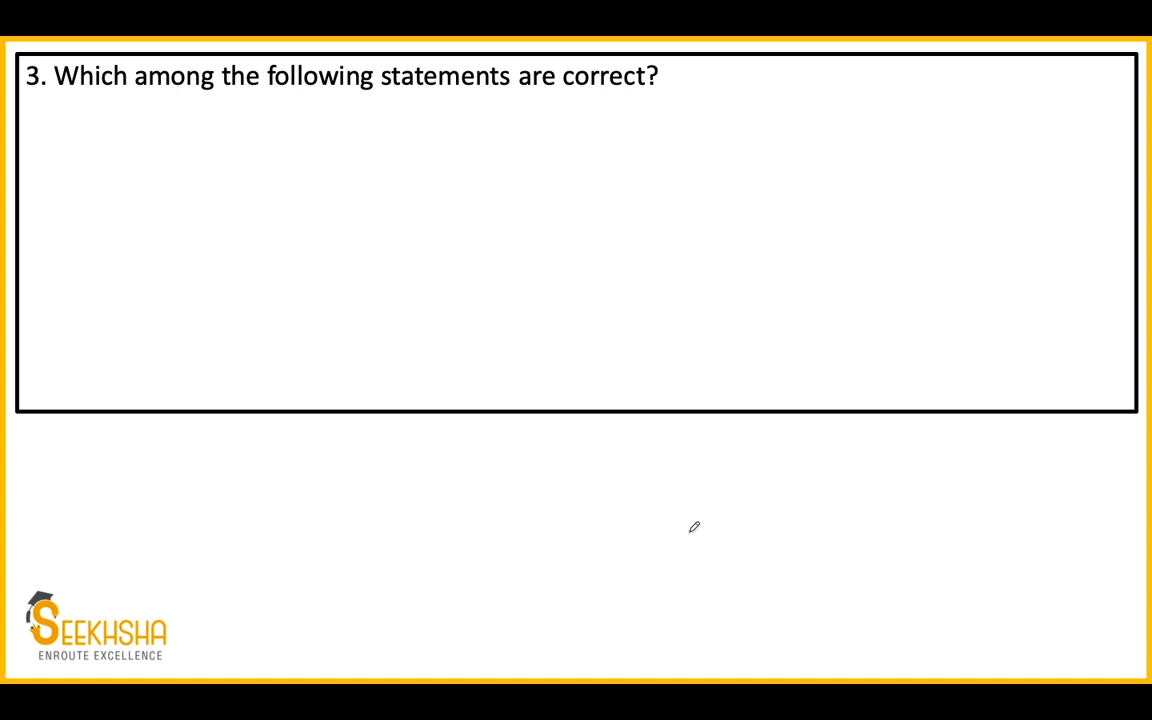 3. Which among the following statements are correct?
SEEKHSHA
ENROUTE EXCELLENCE